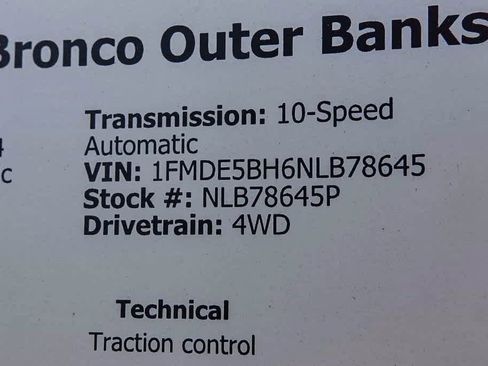 Bronco Outer Banks
Transmission: 10-Speed
Automatic
VIN: 1FMDE5BH6NLB78645
Stock #: NLB78645P
Drivetrain: 4WD
Technical
Traction control